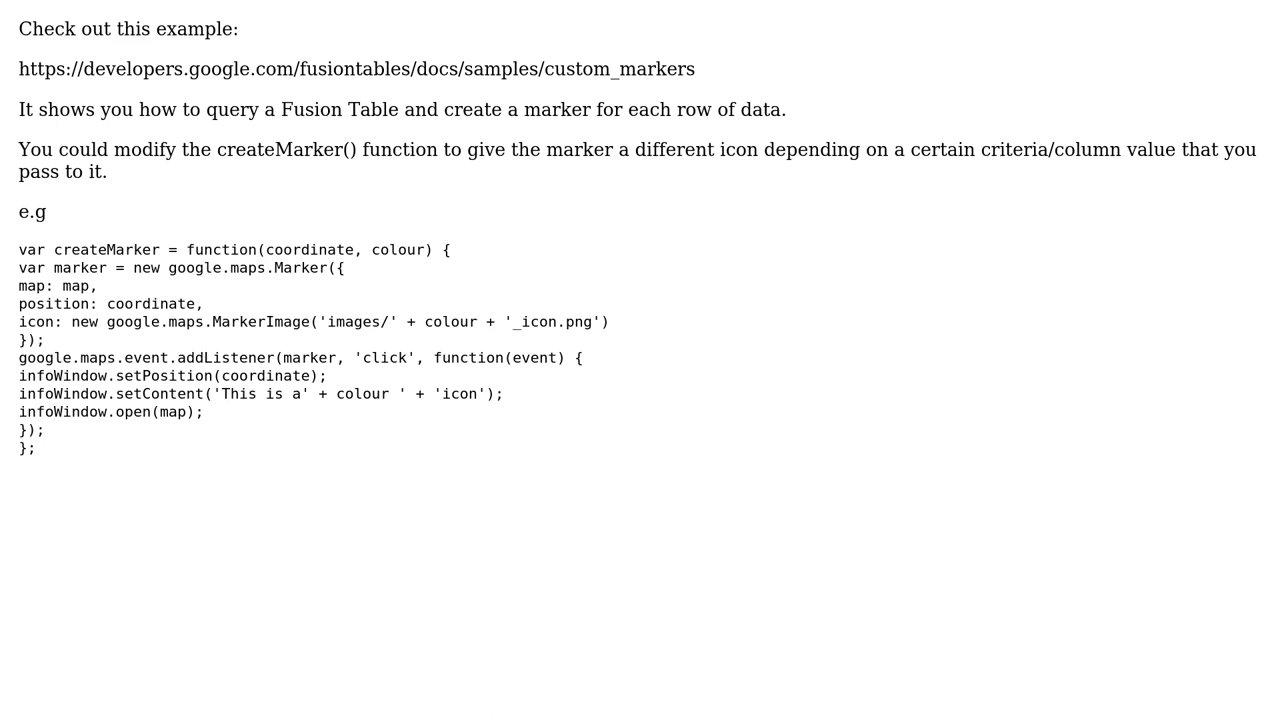 Check out this example:
https://developers.google.com/fusiontables/docs/samples/custom_markers
It shows you how to query a Fusion Table and create a marker for each row of data.
You could modify the createMarker() function to give the marker a different icon depending on a certain criteria/column value that you
pass to it.
e.g
var createMarker = function(coordinate, colour) {
var marker = new google.maps.Marker({
map: map,
position: coordinate,
icon: new google.maps.MarkerImage('images/' + colour + '_icon.png')
});
google.maps.event.addListener(marker, 'click', function(event) {
infoWindow.setPosition(coordinate);
infoWindow.setContent('This is a' + colour ' + 'icon');
infoWindow.open(map);
});
};